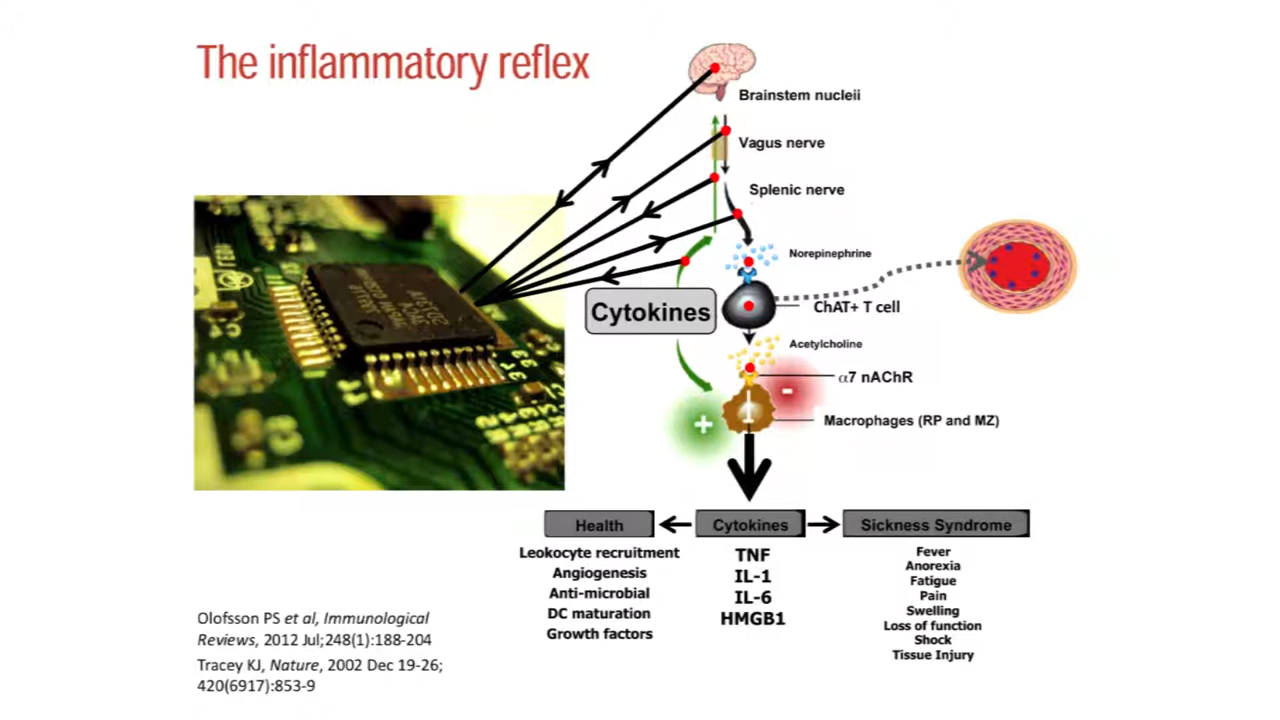 The inflammatory reflex
Brainstem nucleii
Vagus nerve
Splenic nerve
Norepinephrine
Cytokines
ChAT+ T cell
Acetylcholine
α7 nAChR
-
+
Macrophages (RP and MZ)
Health
Cytokines
Sickness Syndrome
Leokocyte recruitment
Angiogenesis
Anti-microbial
DC maturation
Growth factors
TNF
IL-1
IL-6
HMGB1
Fever
Anorexia
Fatigue
Pain
Swelling
Loss of function
Shock
Tissue Injury
Olofsson PS et al, Immunological
Reviews, 2012 Jul;248(1):188-204
Tracey KJ, Nature, 2002 Dec 19-26;
420(6917):853-9